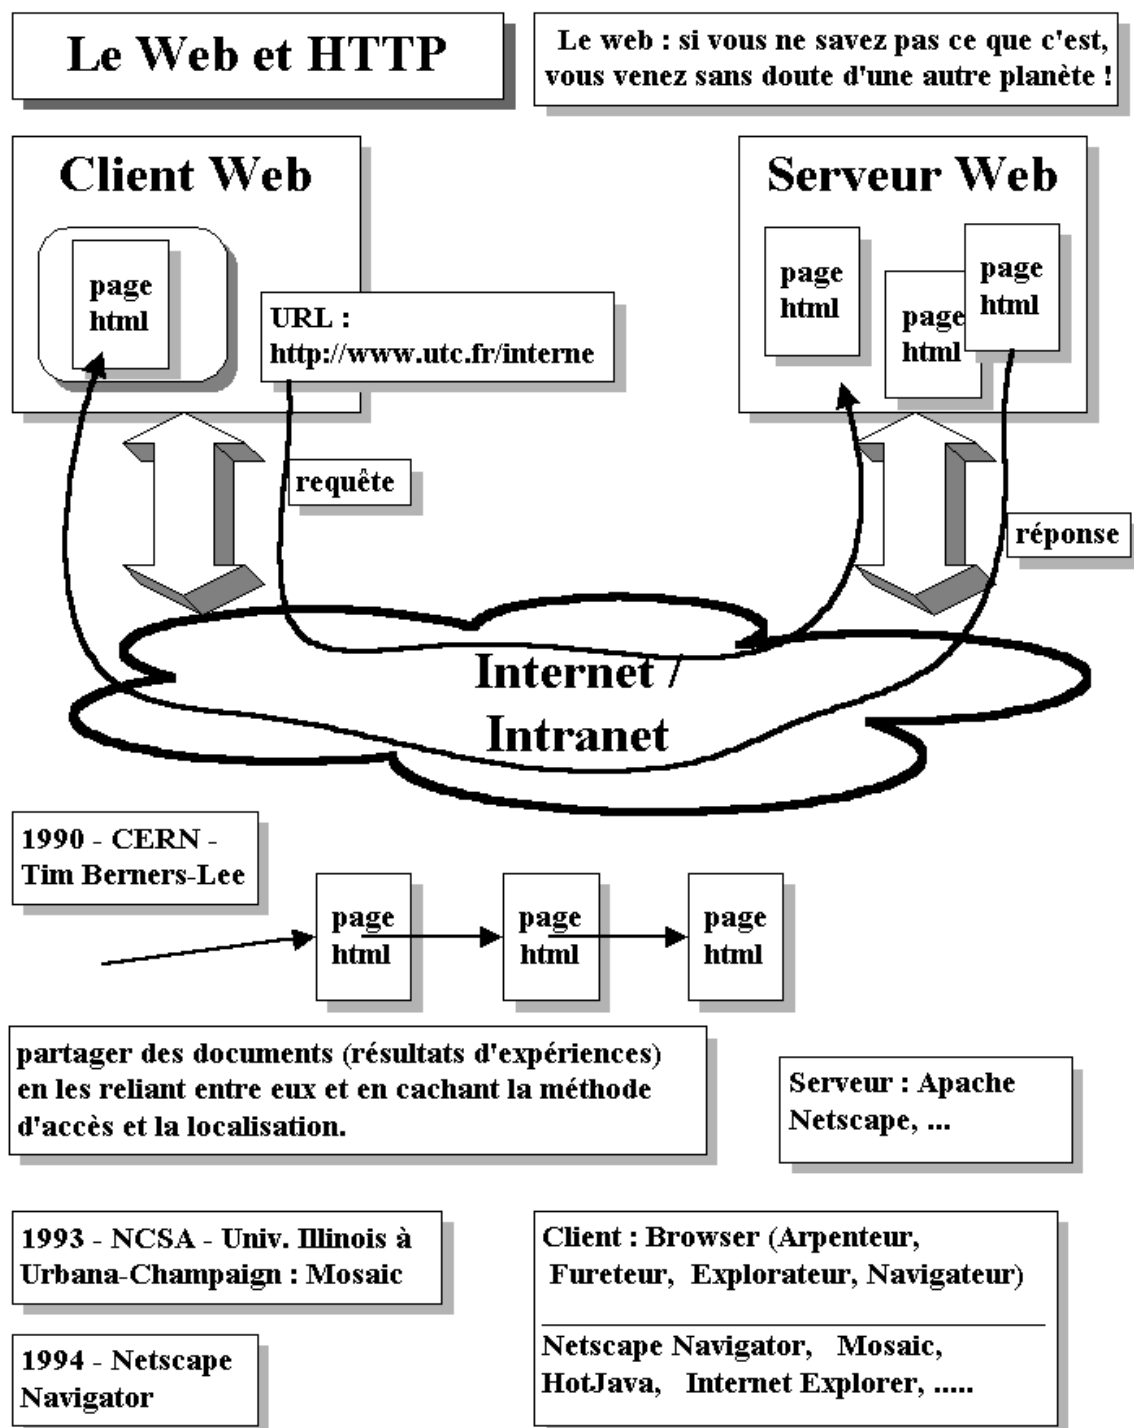 Le Web et HTTP
Le web : si vous ne savez pas ce que c'est,
vous venez sans doute d'une autre planète !
Client Web
page
html
URL :
http://www.utc.fr/interne
requête
Serveur Web
page
html
page
html
page
html
réponse
Internet /
Intranet
1990 - CERN -
Tim Berners-Lee
page
html
page
html
page
html
partager des documents (résultats d'expériences)
en les reliant entre eux et en cachant la méthode
d'accès et la localisation.
Serveur : Apache
Netscape, ...
1993 - NCSA - Univ. Illinois à
Urbana-Champaign : Mosaic
1994 - Netscape
Navigator
Client : Browser (Arpenteur,
Fureteur, Explorateur, Navigateur)
Netscape Navigator, Mosaic,
HotJava, Internet Explorer, .....